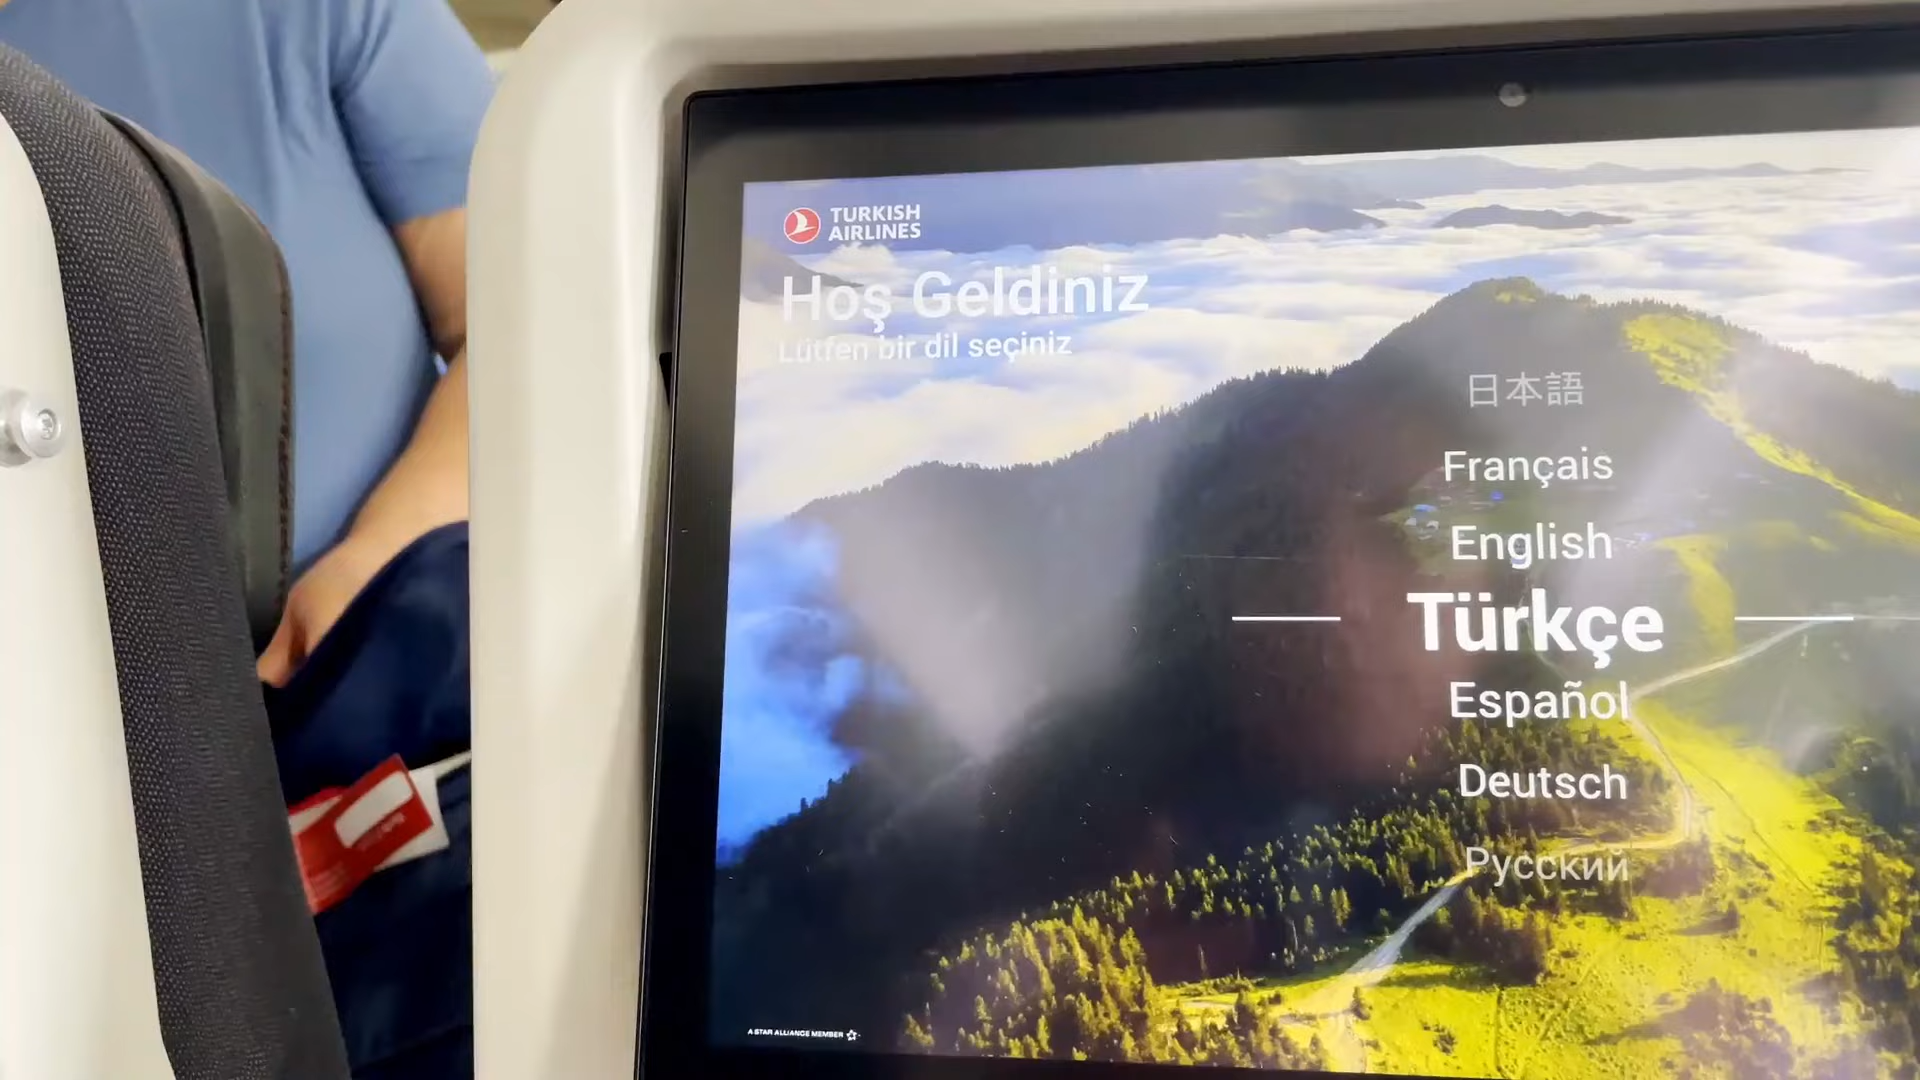 TURKISH
AIRLINES
Hoş Geldiniz
Lütfen bir dil seçiniz
日本語
Français
English
Türkçe
Español
Deutsch
Русский
A STAR ALLIANCE MEMBER